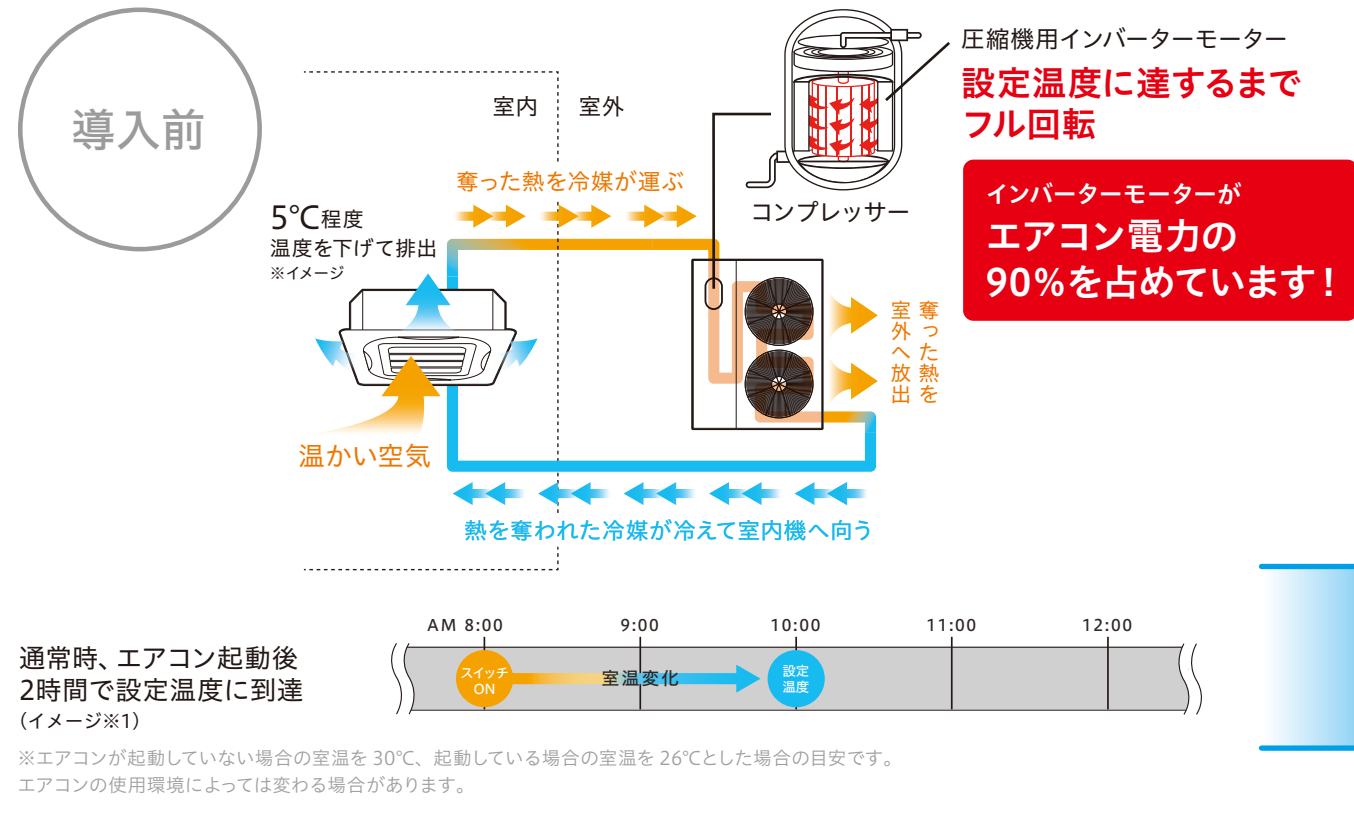 導入前
室内
室外
圧縮機用インバーターモーター
設定温度に達するまで
フル回転
インバーターモーターが
エアコン電力の
90%を占めています!
コンプレッサー
奪った熱を冷媒が運ぶ
5℃程度
温度を下げて排出
※イメージ
奪った熱を
室外へ放出
温かい空気
熱を奪われた冷媒が冷えて室内機へ向う
通常時、エアコン起動後
2時間で設定温度に到達
(イメージ※1)
AM 8:00
9:00
10:00
11:00
12:00
スイッチ
ON
室温変化
設定
温度
※エアコンが起動していない場合の室温を 30℃、起動している場合の室温を 26℃とした場合の目安です。
エアコンの使用環境によっては変わる場合があります。